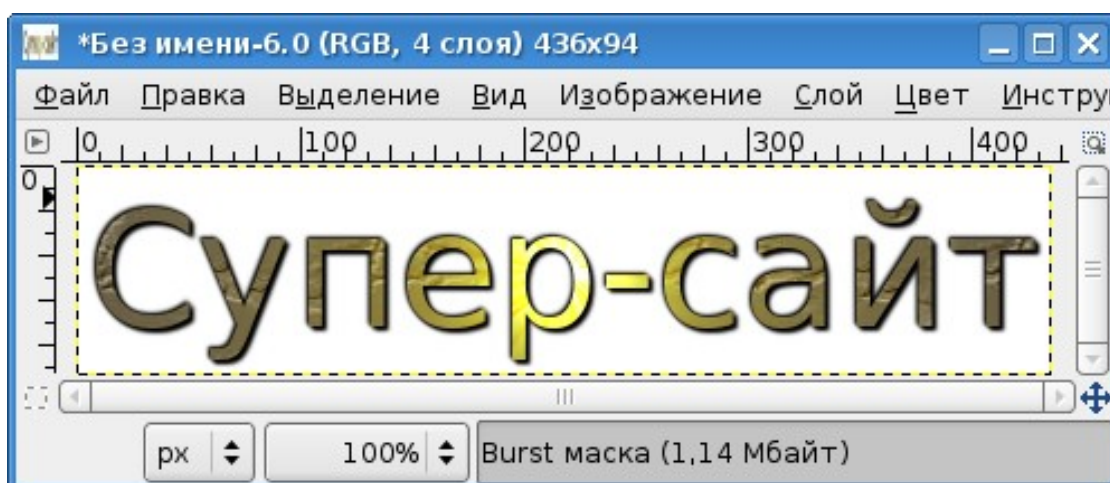 *Без имени-6.0 (RGB, 4 слоя) 436x94
Файл Правка Выделение Вид Изображение Слой Цвет Инстру
0 100 200 300 400
0
Супер-сайт
px 100% Burst маска (1,14 Мбайт)